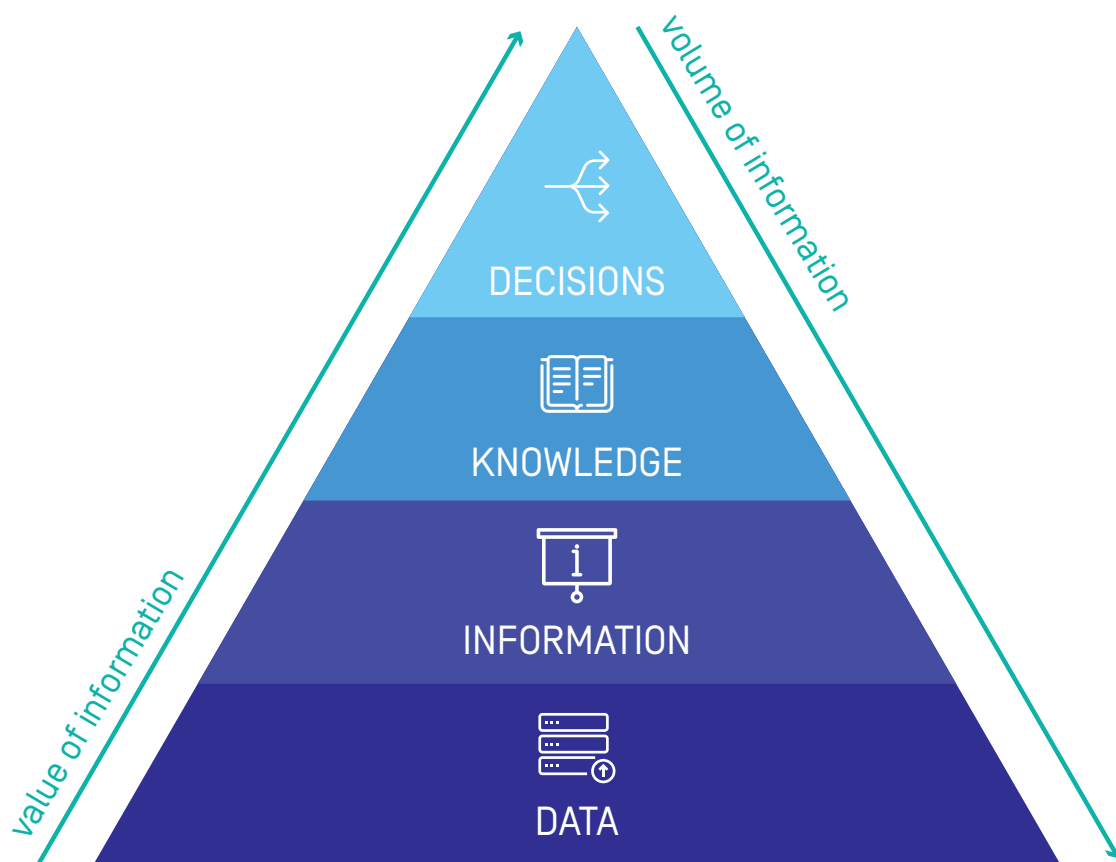 volume of information
DECISIONS
KNOWLEDGE
INFORMATION
value of information
DATA